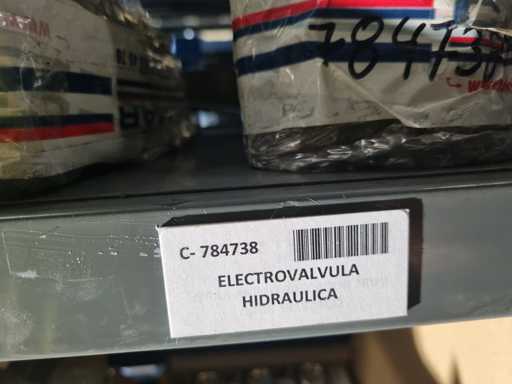 784738
C- 784738
ELECTROVALVULA
HIDRAULICA